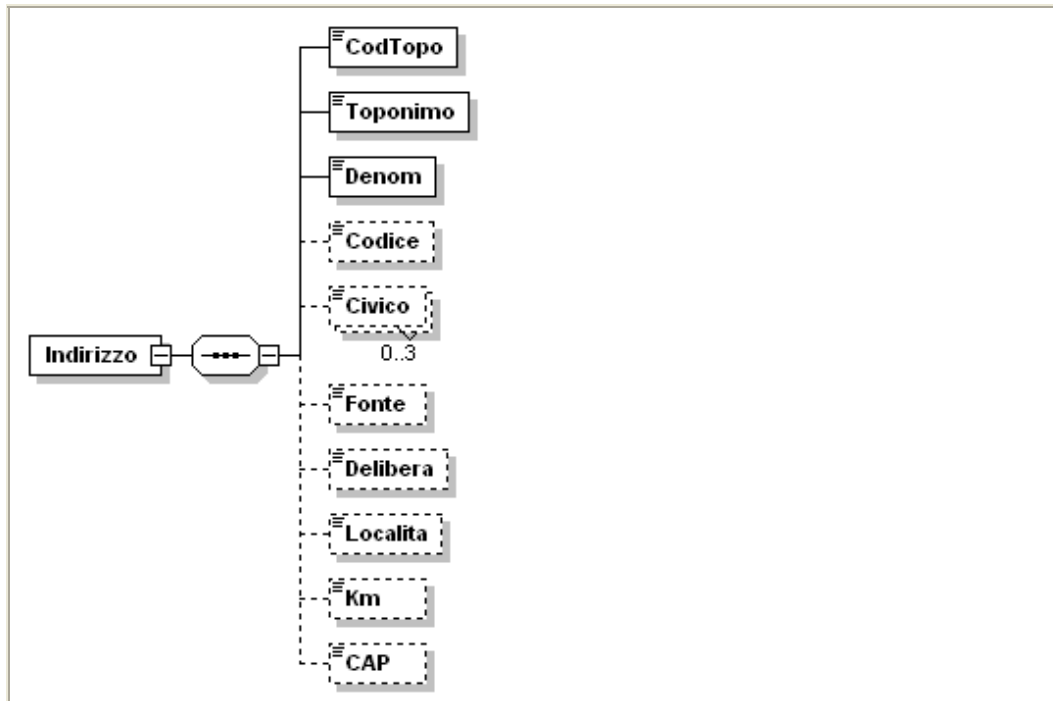 CodTopo
Toponimo
Denom
Codice
Civico
0..3
Indirizzo
Fonte
Delibera
Localita
Km
CAP